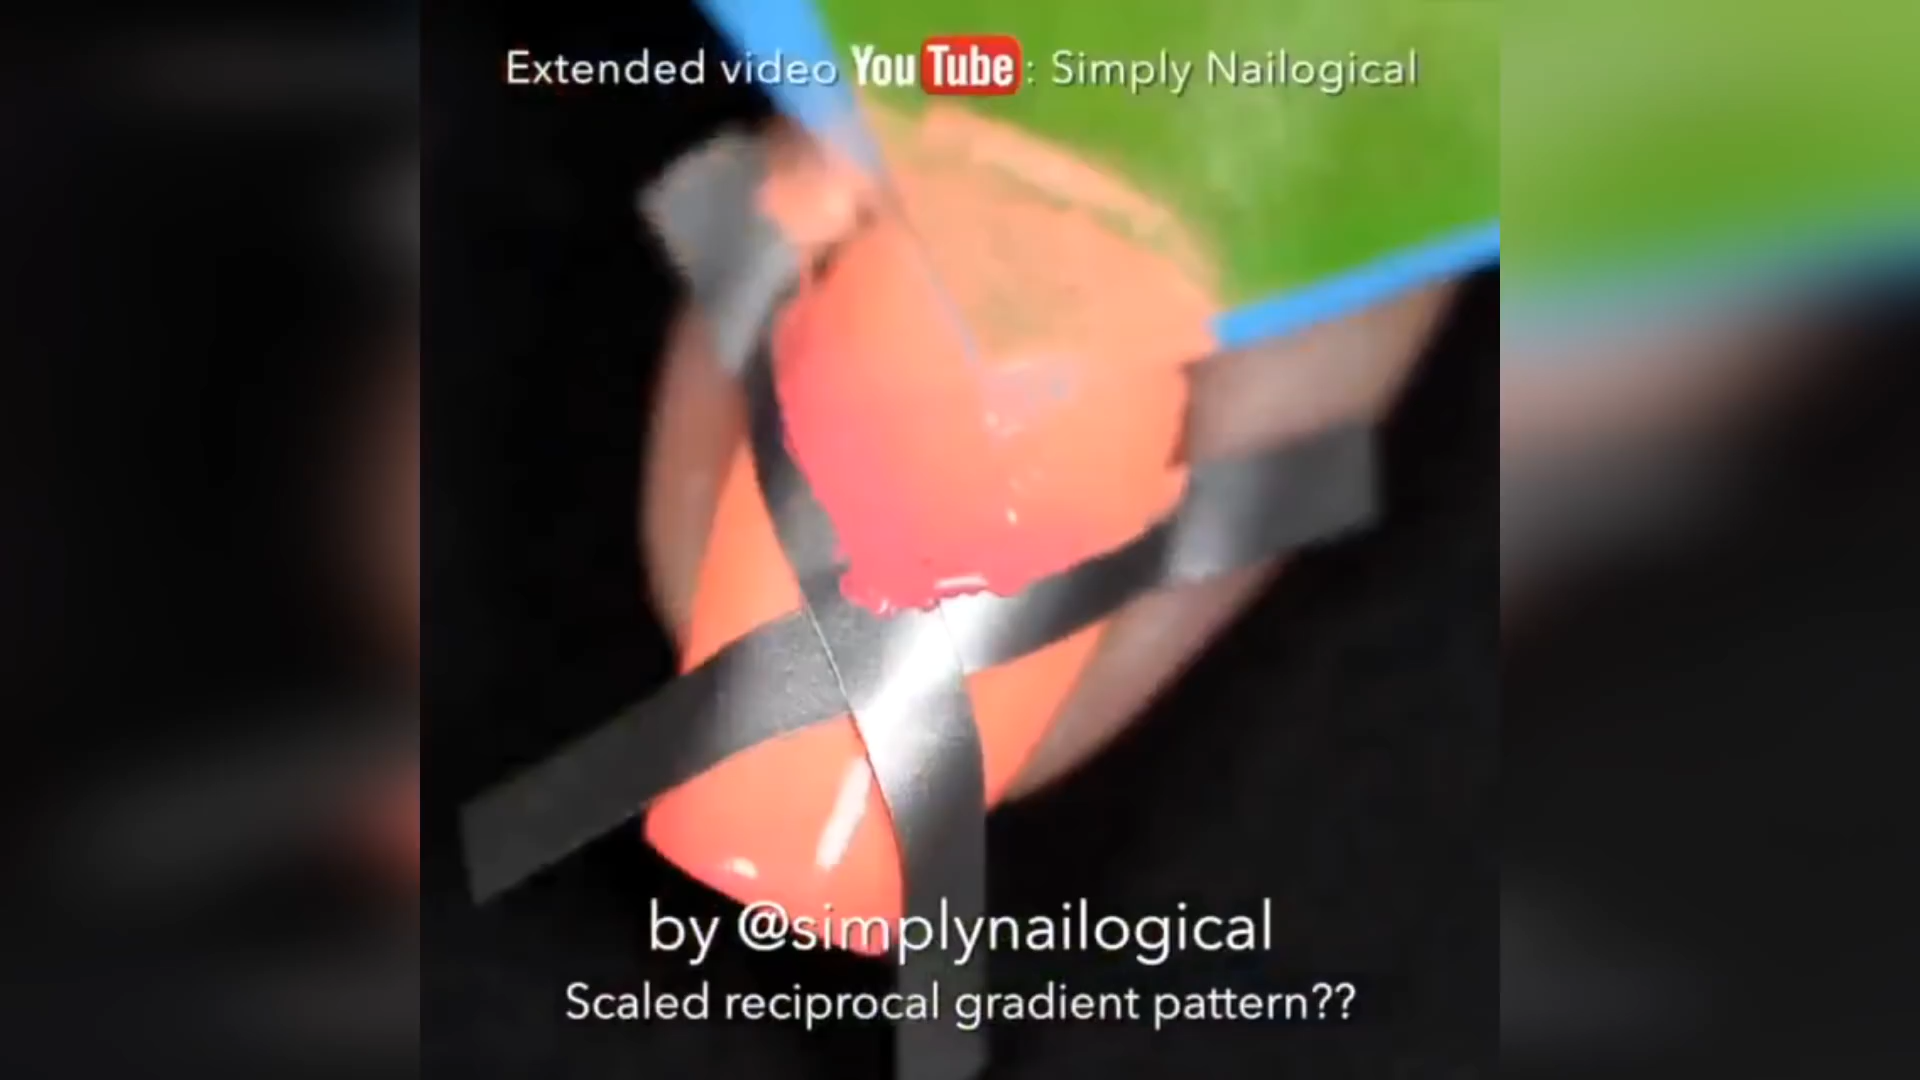 Extended video YouTube: Simply Nailogical
by @simplynailogical
Scaled reciprocal gradient pattern??